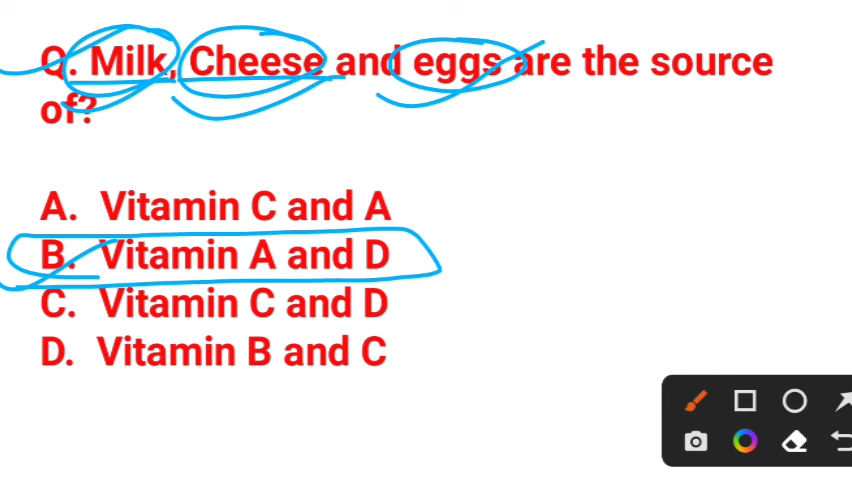 Q. Milk, Cheese and eggs are the source
of?
A. Vitamin C and A
B. Vitamin A and D
C. Vitamin C and D
D. Vitamin B and C